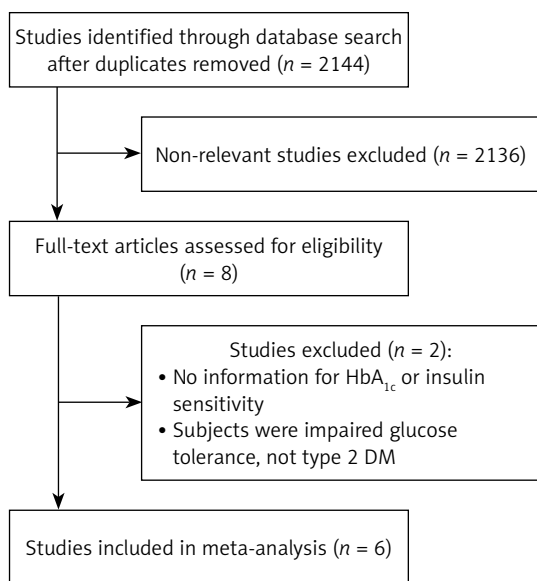 Studies identified through database search
after duplicates removed (n = 2144)
Non-relevant studies excluded (n = 2136)
Full-text articles assessed for eligibility
(n = 8)
Studies excluded (n = 2):
• No information for HbA1c or insulin
sensitivity
• Subjects were impaired glucose
tolerance, not type 2 DM
Studies included in meta-analysis (n = 6)